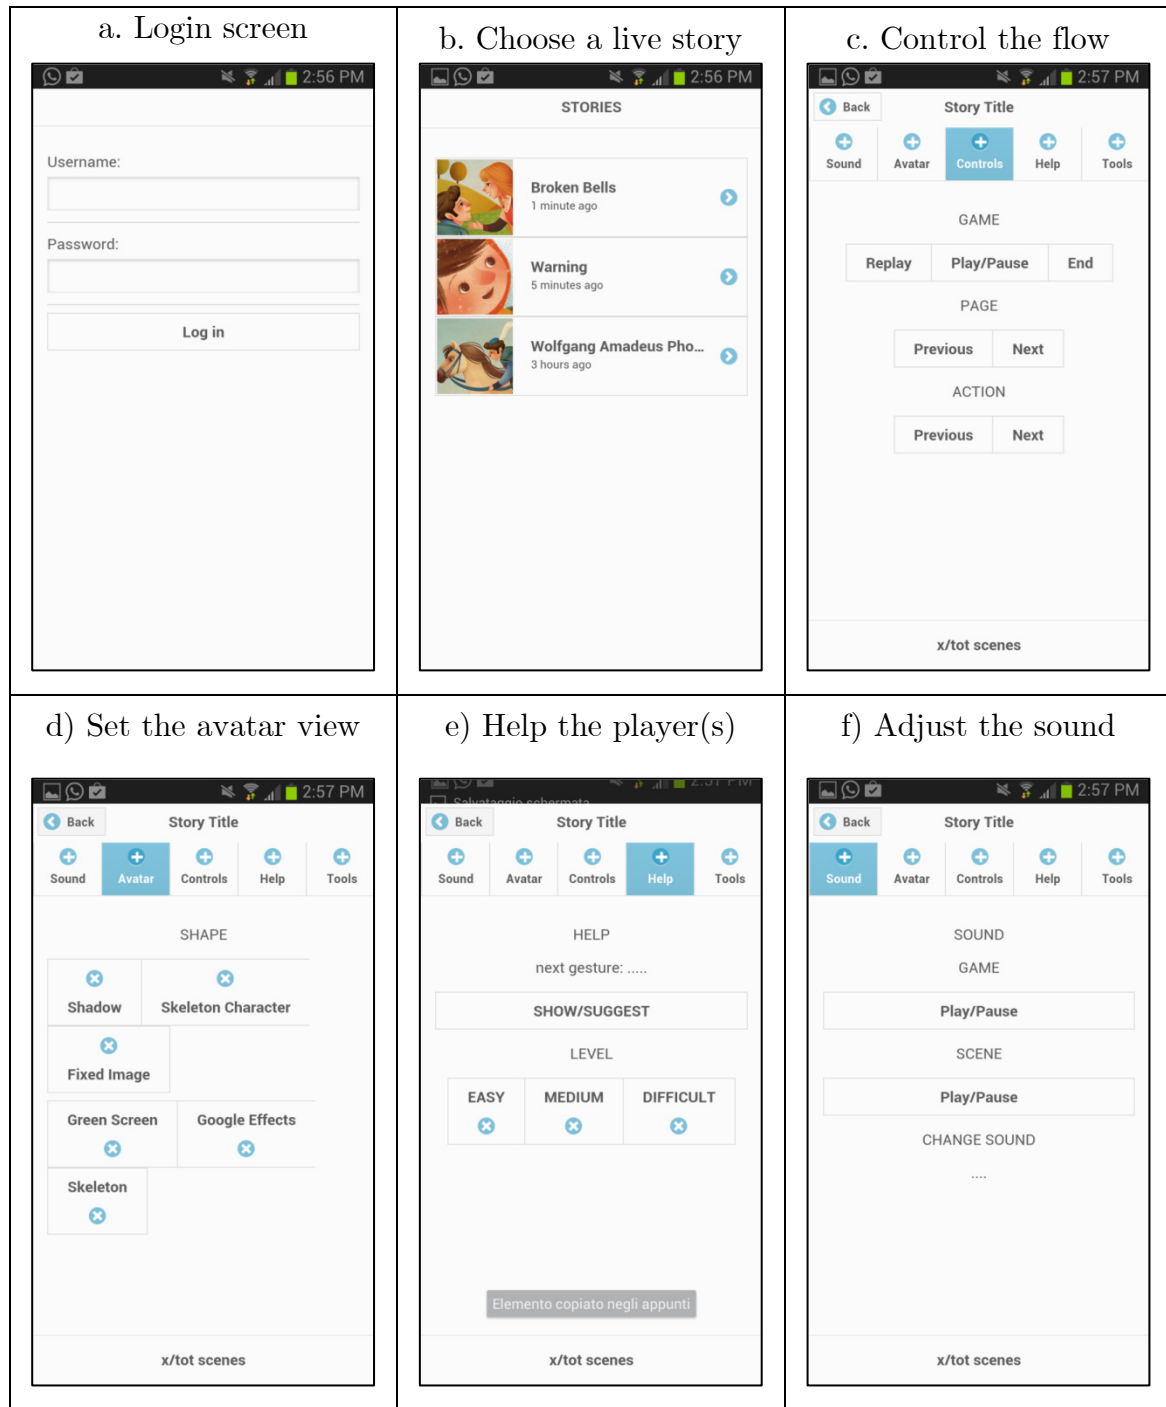 a. Login screen
2:56 PM
Username:
Password:
Log in
b. Choose a live story
2:56 PM
STORIES
Broken Bells
1 minute ago
Warning
5 minutes ago
Wolfgang Amadeus Pho...
3 hours ago
c. Control the flow
2:57 PM
Back Story Title
Sound Avatar Controls Help Tools
GAME
Replay Play/Pause End
PAGE
Previous Next
ACTION
Previous Next
x/tot scenes
d) Set the avatar view
2:57 PM
Back Story Title
Sound Avatar Controls Help Tools
SHAPE
Shadow Skeleton Character
Fixed Image
Green Screen Google Effects
Skeleton
x/tot scenes
e) Help the player(s)
2:57 PM
Salvataggio schermata
Back Story Title
Sound Avatar Controls Help Tools
HELP
next gesture: .....
SHOW/SUGGEST
LEVEL
EASY MEDIUM DIFFICULT
Elemento copiato negli appunti
x/tot scenes
f) Adjust the sound
2:57 PM
Back Story Title
Sound Avatar Controls Help Tools
SOUND
GAME
Play/Pause
SCENE
Play/Pause
CHANGE SOUND
....
x/tot scenes